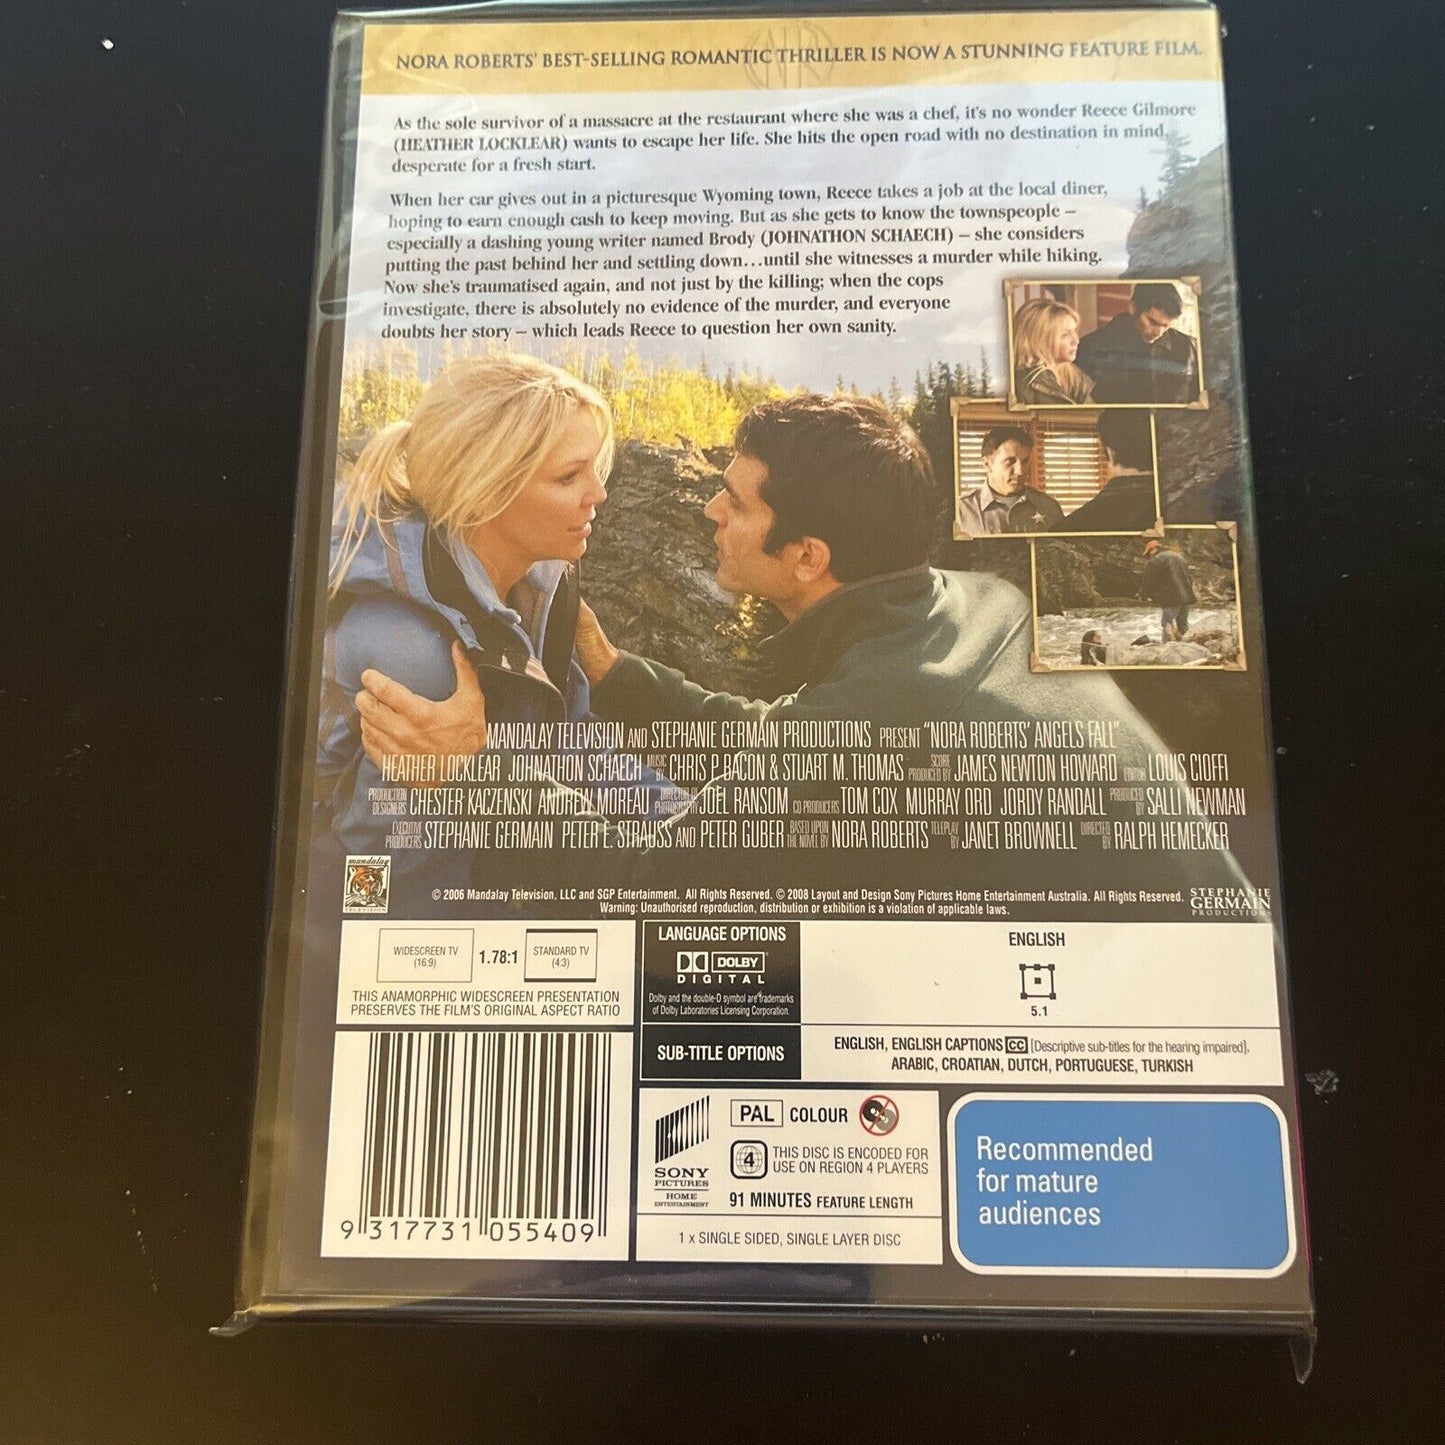 NORA ROBERTS' BEST-SELLING ROMANTIC THRILLER IS NOW A STUNNING FEATURE FILM.
As the sole survivor of a massacre at the restaurant where she was a chef, it's no wonder Reece Gilmore
(HEATHER LOCKLEAR) wants to escape her life. She hits the open road with no destination in mind,
desperate for a fresh start.
When her car gives out in a picturesque Wyoming town, Reece takes a job at the local diner,
hoping to earn enough cash to keep moving. But as she gets to know the townspeople –
especially a dashing young writer named Brody (JOHNATHON SCHAECH) – she considers
putting the past behind her and settling down…until she witnesses a murder while hiking.
Now she's traumatised again, and not just by the killing; when the cops
investigate, there is absolutely no evidence of the murder, and everyone
doubts her story – which leads Reece to question her own sanity.
MANDALAY TELEVISION AND STEPHANIE GERMAIN PRODUCTIONS PRESENT "NORA ROBERTS' ANGELS FALL"
HEATHER LOCKLEAR JOHNATHON SCHAECH MUSIC BY CHRIS P. BACON & STUART M. THOMAS SCORE PRODUCED BY JAMES NEWTON HOWARD EDITOR LOUIS CIOFFI
PRODUCTION DESIGNERS CHESTER KACZENSKI ANDREW MOREAU DIRECTOR OF PHOTOGRAPHY JOEL RANSOM CO PRODUCERS TOM COX MURRAY ORD JORDY RANDALL PRODUCED BY SALLI NEWMAN
EXECUTIVE PRODUCERS STEPHANIE GERMAIN PETER E. STRAUSS AND PETER GUBER BASED UPON THE NOVEL BY NORA ROBERTS TELEPLAY BY JANET BROWNELL DIRECTED BY RALPH HEMECKER
mandalay
TELEVISION
© 2006 Mandalay Television, LLC and SGP Entertainment. All Rights Reserved. © 2008 Layout and Design Sony Pictures Home Entertainment Australia. All Rights Reserved.
Warning: Unauthorised reproduction, distribution or exhibition is a violation of applicable laws.
STEPHANIE
GERMAIN
PRODUCTIONS
WIDESCREEN TV
(16:9)
1.78:1
STANDARD TV
(4:3)
THIS ANAMORPHIC WIDESCREEN PRESENTATION
PRESERVES THE FILM'S ORIGINAL ASPECT RATIO
LANGUAGE OPTIONS
DOLBY
DIGITAL
Dolby and the double-D symbol are trademarks
of Dolby Laboratories Licensing Corporation.
ENGLISH
5.1
SUB-TITLE OPTIONS
ENGLISH, ENGLISH CAPTIONS CC [Descriptive sub-titles for the hearing impaired],
ARABIC, CROATIAN, DUTCH, PORTUGUESE, TURKISH
9 317731 055409
SONY
PICTURES
HOME
ENTERTAINMENT
PAL COLOUR
4
THIS DISC IS ENCODED FOR
USE ON REGION 4 PLAYERS
91 MINUTES FEATURE LENGTH
1 x SINGLE SIDED, SINGLE LAYER DISC
Recommended
for mature
audiences